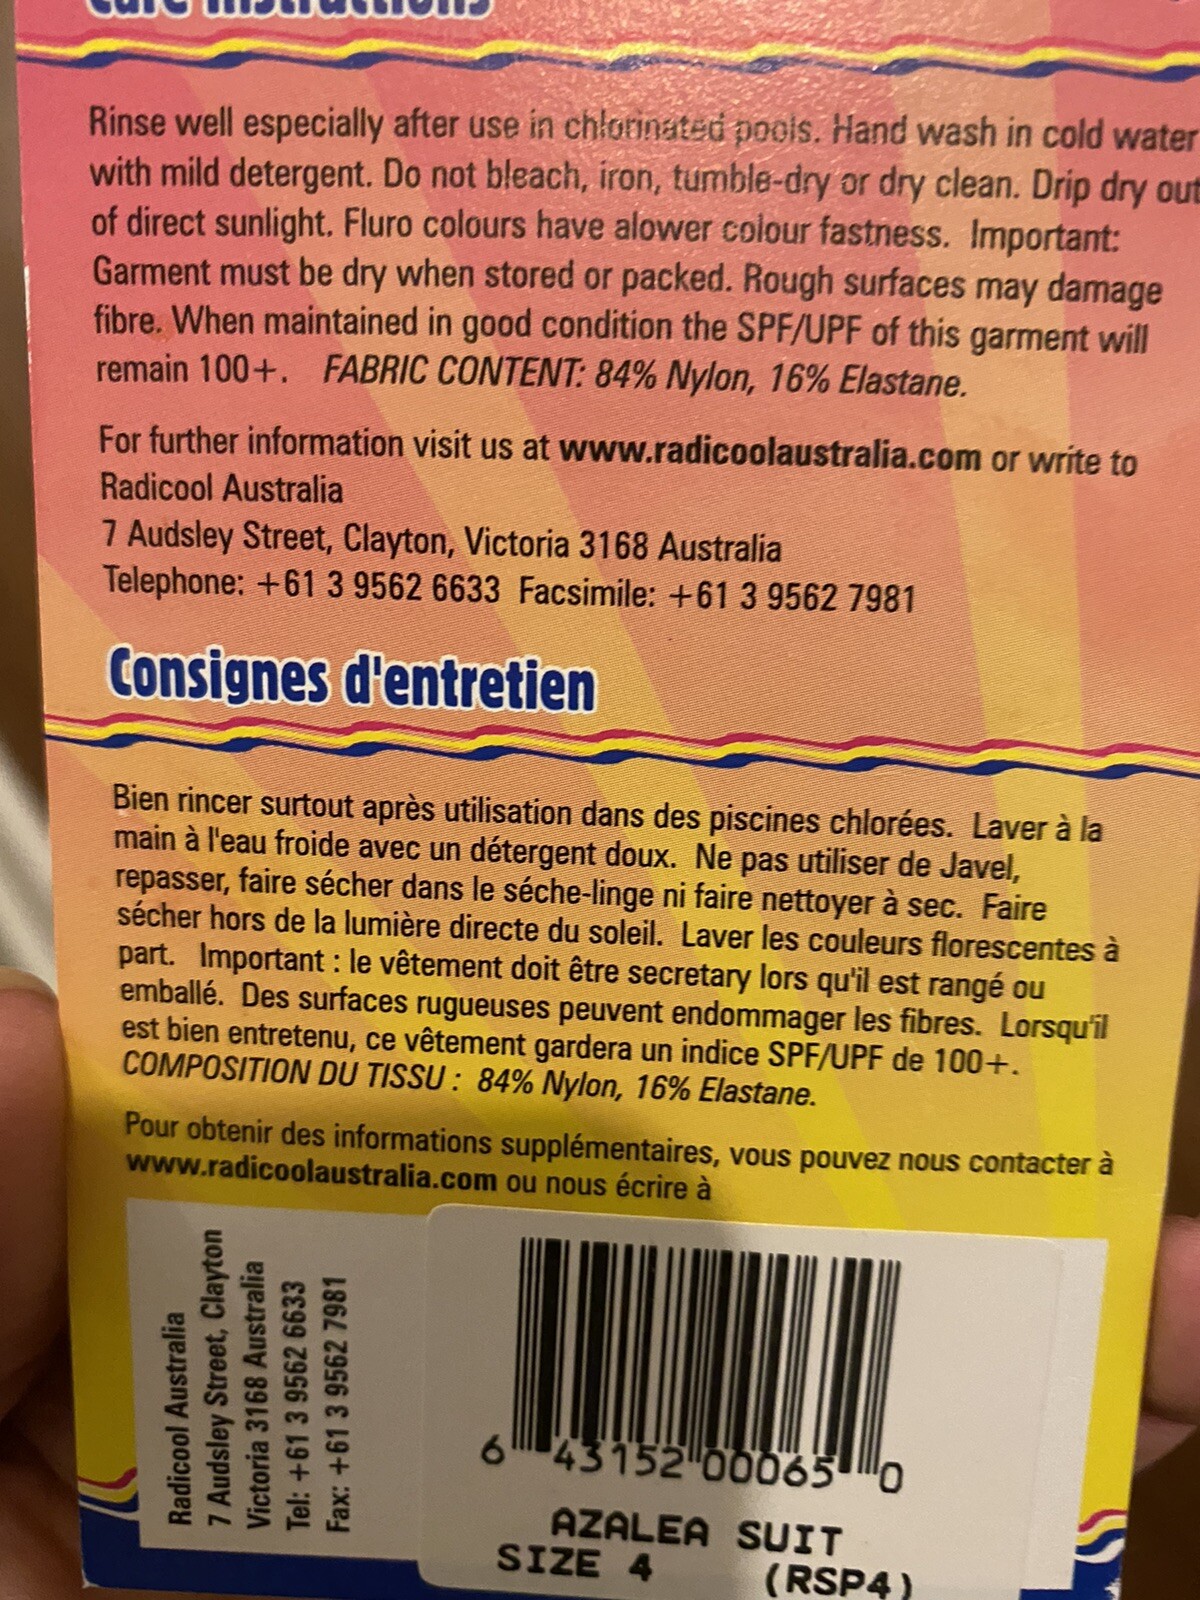 Care Instructions
Rinse well especially after use in chlorinated pools. Hand wash in cold water
with mild detergent. Do not bleach, iron, tumble-dry or dry clean. Drip dry out
of direct sunlight. Fluro colours have alower colour fastness. Important:
Garment must be dry when stored or packed. Rough surfaces may damage
fibre. When maintained in good condition the SPF/UPF of this garment will
remain 100+. FABRIC CONTENT: 84% Nylon, 16% Elastane.
For further information visit us at www.radicoolaustralia.com or write to
Radicool Australia
7 Audsley Street, Clayton, Victoria 3168 Australia
Telephone: +61 3 9562 6633 Facsimile: +61 3 9562 7981
Consignes d'entretien
Bien rincer surtout après utilisation dans des piscines chlorées. Laver à la
main à l'eau froide avec un détergent doux. Ne pas utiliser de Javel,
repasser, faire sécher dans le séche-linge ni faire nettoyer à sec. Faire
sécher hors de la lumière directe du soleil. Laver les couleurs florescentes à
part. Important : le vêtement doit être secretary lors qu'il est rangé ou
emballé. Des surfaces rugueuses peuvent endommager les fibres. Lorsqu'il
est bien entretenu, ce vêtement gardera un indice SPF/UPF de 100+.
COMPOSITION DU TISSU : 84% Nylon, 16% Elastane.
Pour obtenir des informations supplémentaires, vous pouvez nous contacter à
www.radicoolaustralia.com ou nous écrire à
Radicool Australia
7 Audsley Street, Clayton
Victoria 3168 Australia
Tel: +61 3 9562 6633
Fax: +61 3 9562 7981
6 43152 00065 0
AZALEA SUIT
SIZE 4 (RSP4)